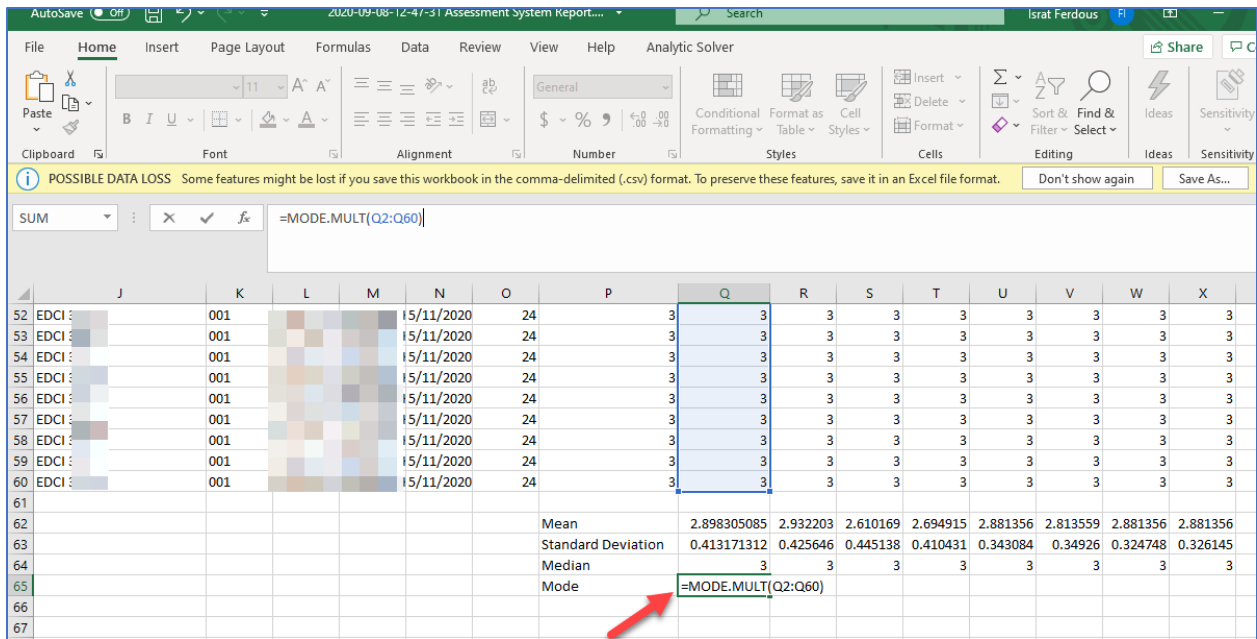 AutoSave Off 2020-09-08-12-47-31 Assessment System Report.... Search Israt Ferdous FI
File Home Insert Page Layout Formulas Data Review View Help Analytic Solver Share
Paste 11 A^ A˅ ab General Insert Σ A Z
B I U A $ % 9 Conditional Formatting Format as Table Cell Styles Delete Format Sort & Filter Find & Select Ideas Sensitivity
Clipboard Font Alignment Number Styles Cells Editing Ideas Sensitivity
POSSIBLE DATA LOSS Some features might be lost if you save this workbook in the comma-delimited (.csv) format. To preserve these features, save it in an Excel file format. Don't show again Save As...
SUM fx =MODE.MULT(Q2:Q60)
J K L M N O P Q R S T U V W X
52 EDCI 001 5/11/2020 24 3 3 3 3 3 3 3 3 3
53 EDCI 001 5/11/2020 24 3 3 3 3 3 3 3 3 3
54 EDCI 001 5/11/2020 24 3 3 3 3 3 3 3 3 3
55 EDCI 001 5/11/2020 24 3 3 3 3 3 3 3 3 3
56 EDCI 001 5/11/2020 24 3 3 3 3 3 3 3 3 3
57 EDCI 001 5/11/2020 24 3 3 3 3 3 3 3 3 3
58 EDCI 001 5/11/2020 24 3 3 3 3 3 3 3 3 3
59 EDCI 001 5/11/2020 24 3 3 3 3 3 3 3 3 3
60 EDCI 001 5/11/2020 24 3 3 3 3 3 3 3 3 3
61
62 Mean 2.898305085 2.932203 2.610169 2.694915 2.881356 2.813559 2.881356 2.881356
63 Standard Deviation 0.413171312 0.425646 0.445138 0.410431 0.343084 0.34926 0.324748 0.326145
64 Median 3 3 3 3 3 3 3 3
65 Mode =MODE.MULT(Q2:Q60)
66
67